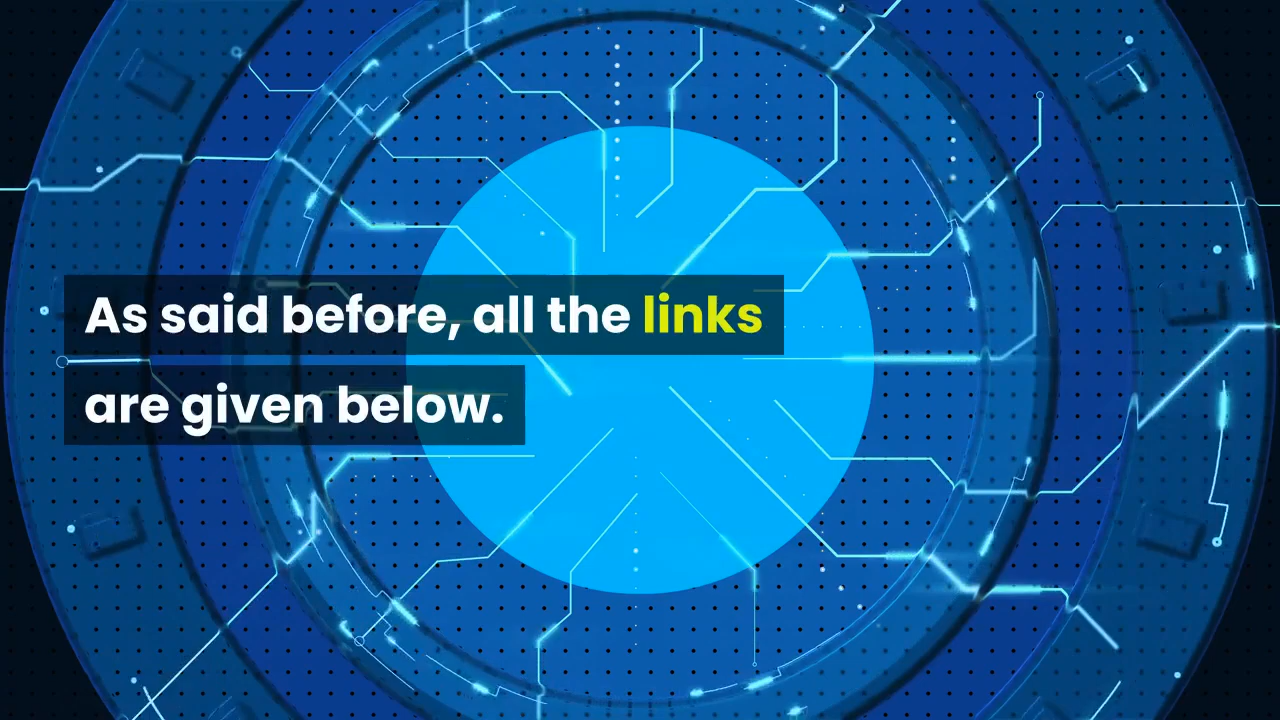 As said before, all the links
are given below.